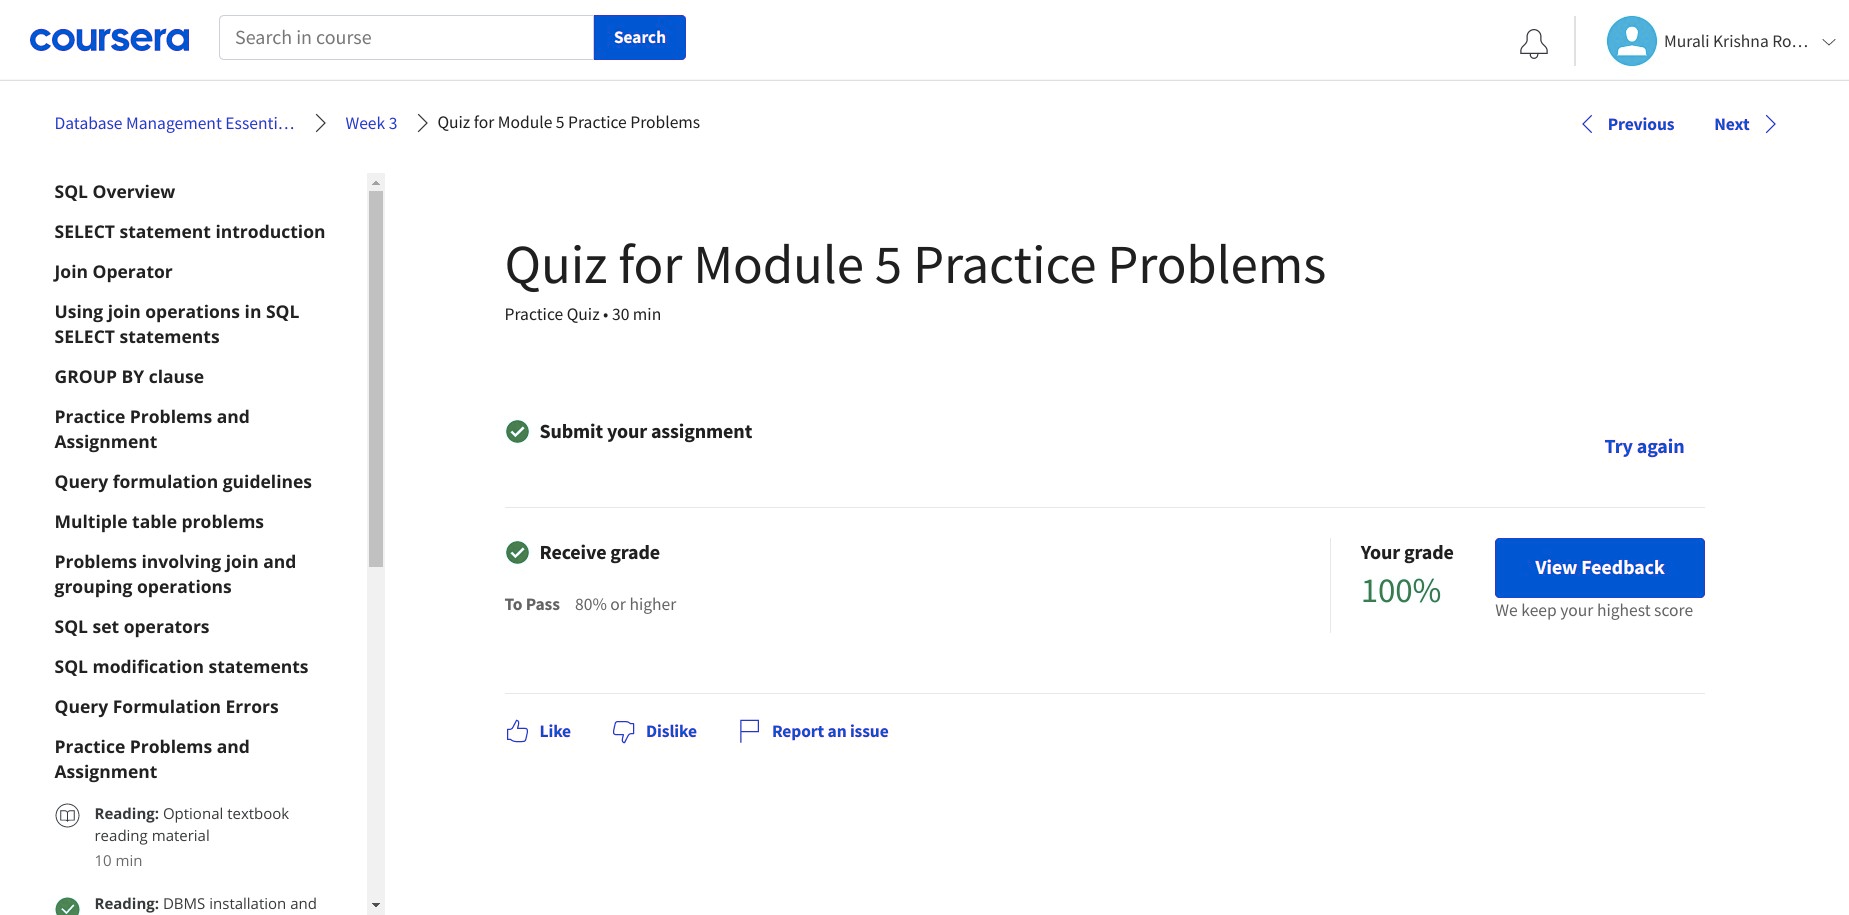 coursera
Search in course
Search
Murali Krishna Ro...
Database Management Essenti...
Week 3
Quiz for Module 5 Practice Problems
Previous
Next
SQL Overview
SELECT statement introduction
Join Operator
Using join operations in SQL
SELECT statements
GROUP BY clause
Practice Problems and
Assignment
Query formulation guidelines
Multiple table problems
Problems involving join and
grouping operations
SQL set operators
SQL modification statements
Query Formulation Errors
Practice Problems and
Assignment
Reading: Optional textbook
reading material
10 min
Reading: DBMS installation and
Quiz for Module 5 Practice Problems
Practice Quiz • 30 min
Submit your assignment
Try again
Receive grade
To Pass 80% or higher
Your grade
100%
View Feedback
We keep your highest score
Like
Dislike
Report an issue